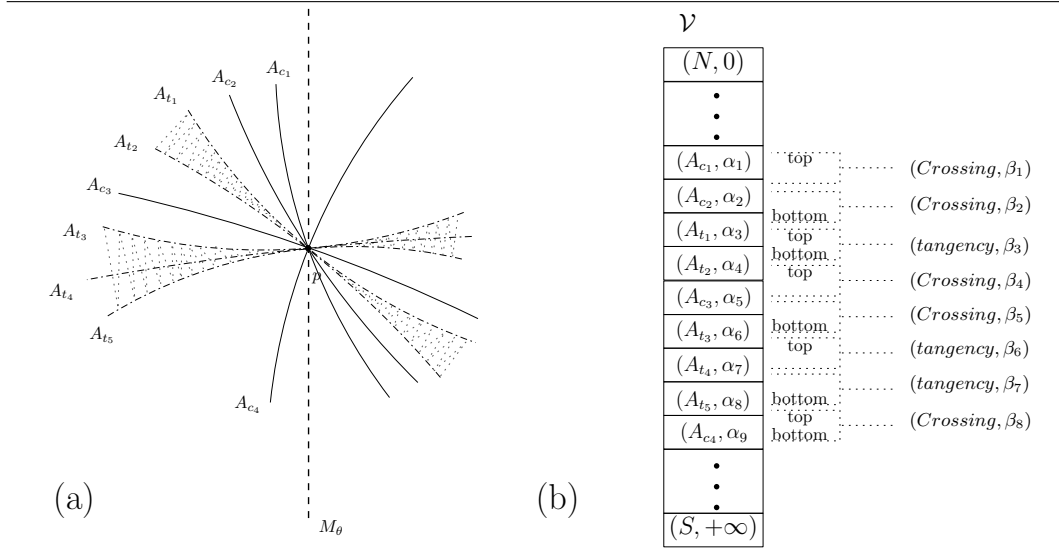 A_{c_1}
A_{c_2}
A_{t_1}
A_{t_2}
A_{c_3}
A_{t_3}
A_{t_4}
A_{t_5}
A_{c_4}
p
(a)
M_θ
𝒱
(N, 0)
(A_{c_1}, α_1)
(A_{c_2}, α_2)
(A_{t_1}, α_3)
(A_{t_2}, α_4)
(A_{c_3}, α_5)
(A_{t_3}, α_6)
(A_{t_4}, α_7)
(A_{t_5}, α_8)
(A_{c_4}, α_9
(S, +∞)
top
bottom
top
bottom
top
bottom
top
bottom
top
bottom
(Crossing, β_1)
(Crossing, β_2)
(tangency, β_3)
(Crossing, β_4)
(Crossing, β_5)
(tangency, β_6)
(tangency, β_7)
(Crossing, β_8)
(b)